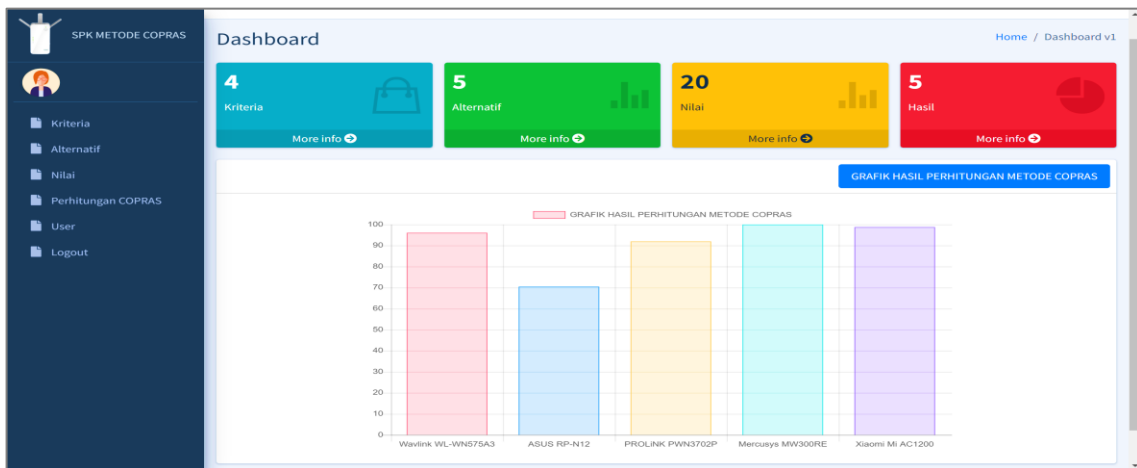 SPK METODE COPRAS
Kriteria
Alternatif
Nilai
Perhitungan COPRAS
User
Logout
Dashboard
Home / Dashboard v1
4
Kriteria
More info
5
Alternatif
More info
20
Nilai
More info
5
Hasil
More info
GRAFIK HASIL PERHITUNGAN METODE COPRAS
GRAFIK HASIL PERHITUNGAN METODE COPRAS
100
90
80
70
60
50
40
30
20
10
0
Wavlink WL-WN575A3
ASUS RP-N12
PROLiNK PWN3702P
Mercusys MW300RE
Xiaomi Mi AC1200